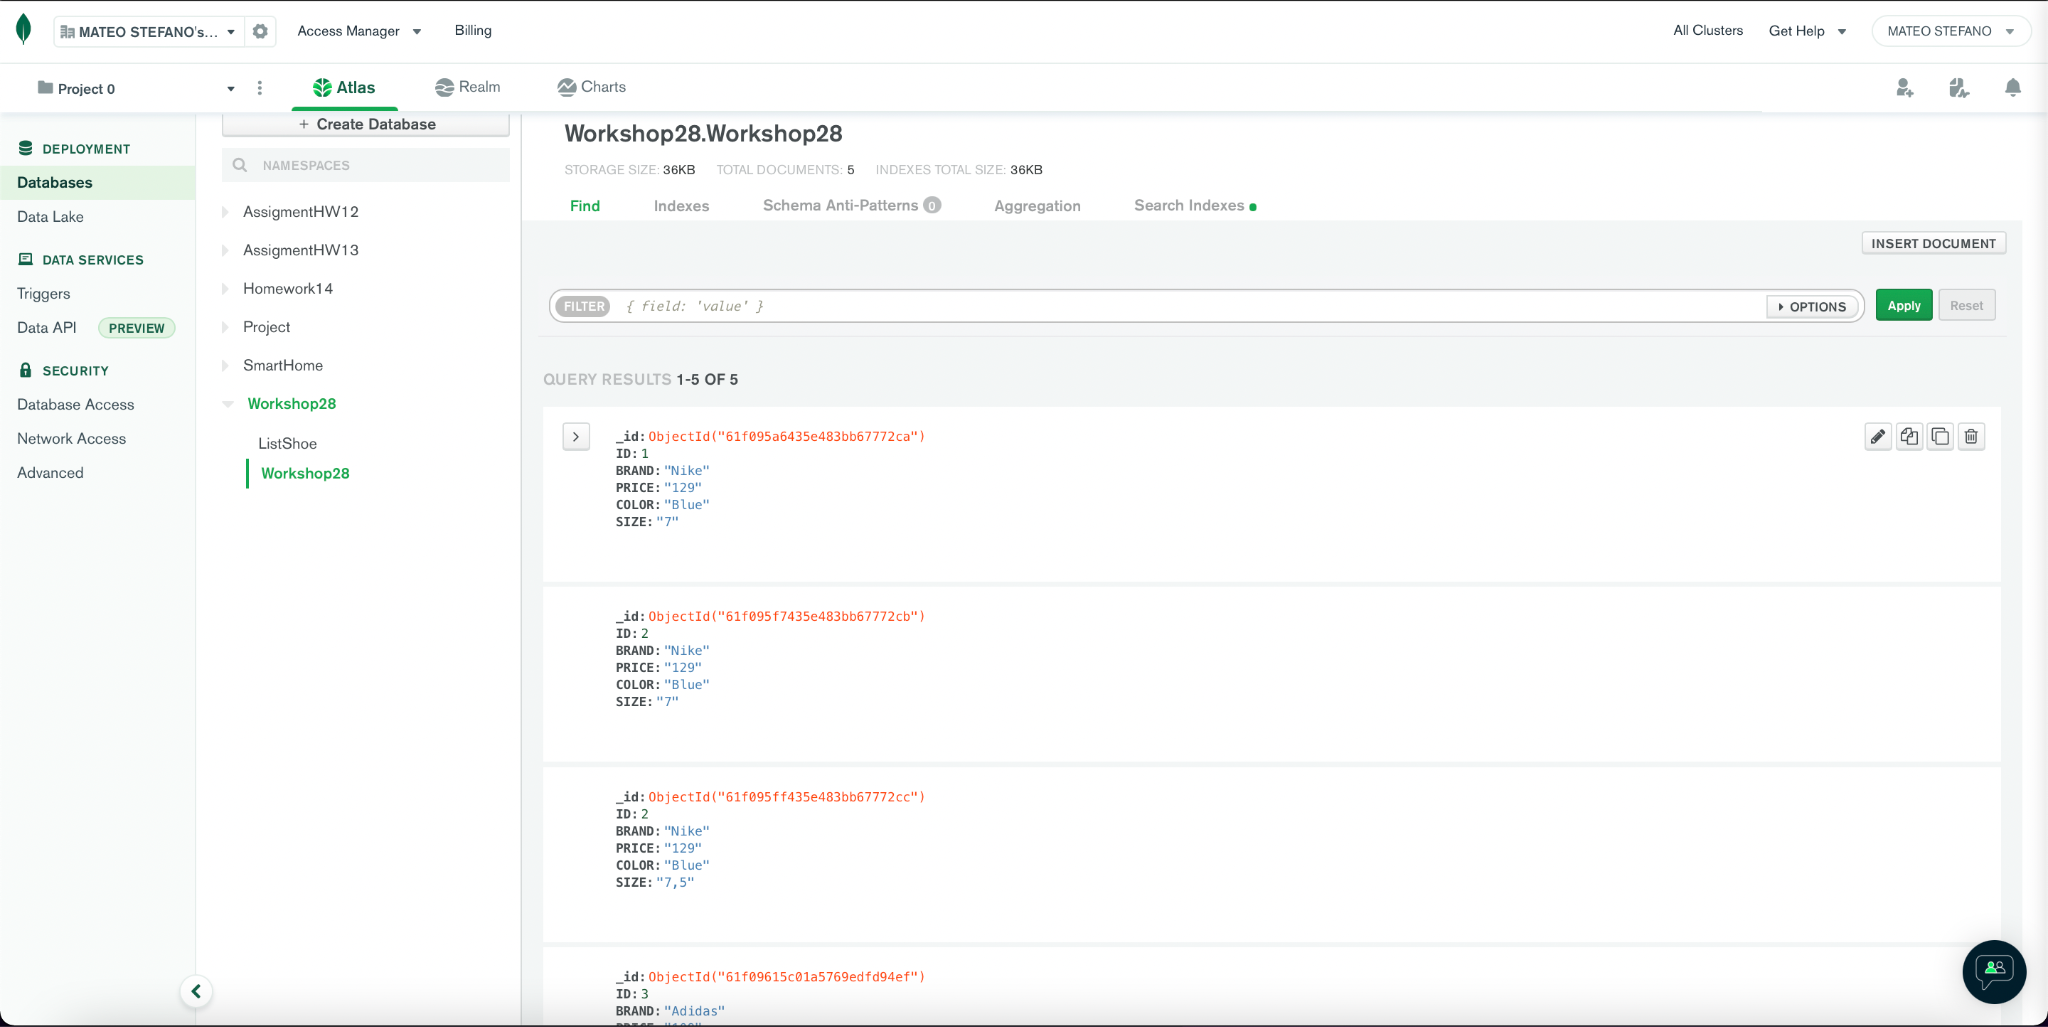 MATEO STEFANO's...
Access Manager
Billing
All Clusters
Get Help
MATEO STEFANO
Project 0
Atlas
Realm
Charts
DEPLOYMENT
Databases
Data Lake
DATA SERVICES
Triggers
Data API PREVIEW
SECURITY
Database Access
Network Access
Advanced
+ Create Database
NAMESPACES
AssigmentHW12
AssigmentHW13
Homework14
Project
SmartHome
Workshop28
ListShoe
Workshop28
Workshop28.Workshop28
STORAGE SIZE: 36KB TOTAL DOCUMENTS: 5 INDEXES TOTAL SIZE: 36KB
Find Indexes Schema Anti-Patterns 0 Aggregation Search Indexes
INSERT DOCUMENT
FILTER { field: 'value' } OPTIONS Apply Reset
QUERY RESULTS 1-5 OF 5
_id: ObjectId("61f095a6435e483bb67772ca")
ID: 1
BRAND: "Nike"
PRICE: "129"
COLOR: "Blue"
SIZE: "7"
_id: ObjectId("61f095f7435e483bb67772cb")
ID: 2
BRAND: "Nike"
PRICE: "129"
COLOR: "Blue"
SIZE: "7"
_id: ObjectId("61f095ff435e483bb67772cc")
ID: 2
BRAND: "Nike"
PRICE: "129"
COLOR: "Blue"
SIZE: "7,5"
_id: ObjectId("61f09615c01a5769edfd94ef")
ID: 3
BRAND: "Adidas"